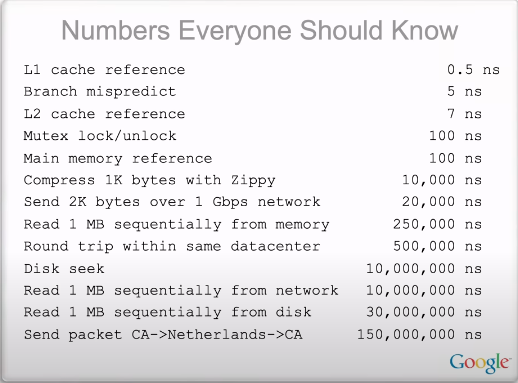 Numbers Everyone Should Know
L1 cache reference 0.5 ns
Branch mispredict 5 ns
L2 cache reference 7 ns
Mutex lock/unlock 100 ns
Main memory reference 100 ns
Compress 1K bytes with Zippy 10,000 ns
Send 2K bytes over 1 Gbps network 20,000 ns
Read 1 MB sequentially from memory 250,000 ns
Round trip within same datacenter 500,000 ns
Disk seek 10,000,000 ns
Read 1 MB sequentially from network 10,000,000 ns
Read 1 MB sequentially from disk 30,000,000 ns
Send packet CA->Netherlands->CA 150,000,000 ns
Google